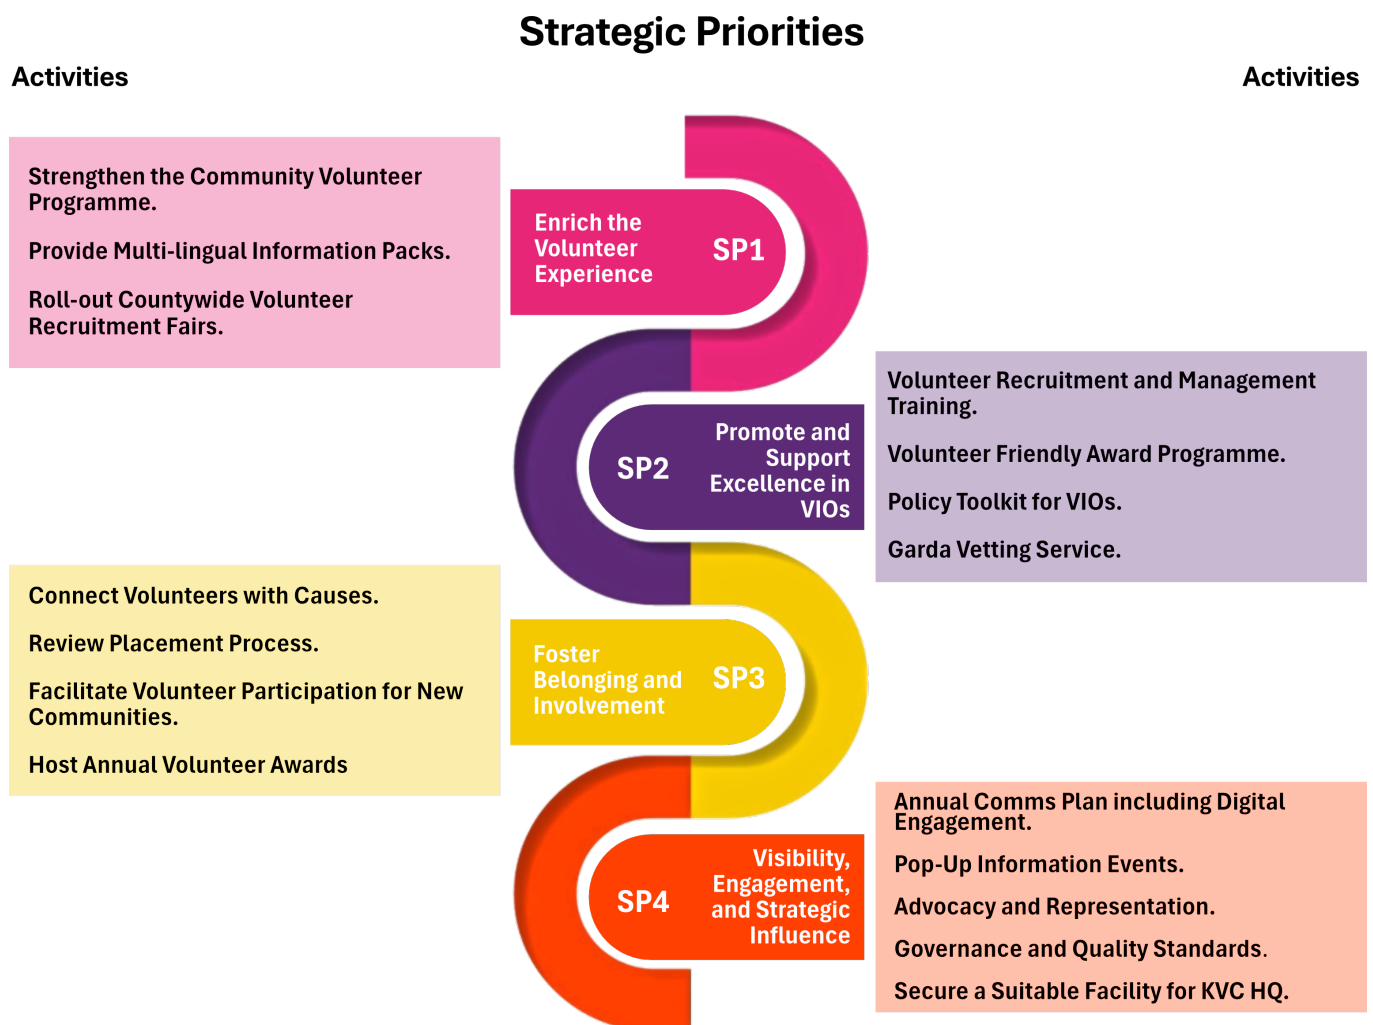 Strategic Priorities
Activities
Activities
Strengthen the Community Volunteer
Programme.
Provide Multi-lingual Information Packs.
Roll-out Countywide Volunteer
Recruitment Fairs.
Enrich the
Volunteer
Experience
SP1
SP2
Promote and
Support
Excellence in
VIOs
Volunteer Recruitment and Management
Training.
Volunteer Friendly Award Programme.
Policy Toolkit for VIOs.
Garda Vetting Service.
Connect Volunteers with Causes.
Review Placement Process.
Facilitate Volunteer Participation for New
Communities.
Host Annual Volunteer Awards
Foster
Belonging and
Involvement
SP3
SP4
Visibility,
Engagement,
and Strategic
Influence
Annual Comms Plan including Digital
Engagement.
Pop-Up Information Events.
Advocacy and Representation.
Governance and Quality Standards.
Secure a Suitable Facility for KVC HQ.